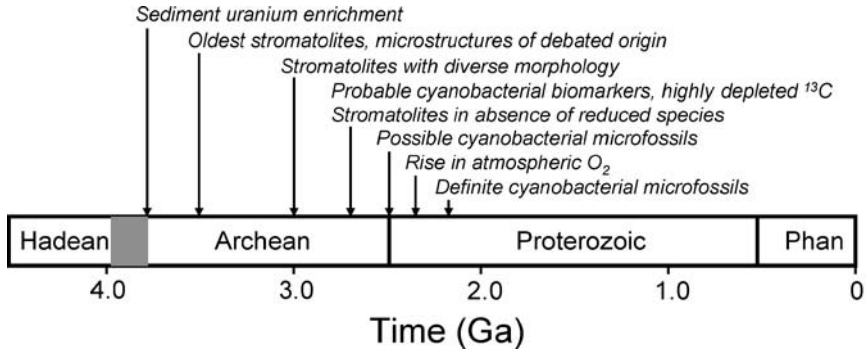 Sediment uranium enrichment
Oldest stromatolites, microstructures of debated origin
Stromatolites with diverse morphology
Probable cyanobacterial biomarkers, highly depleted ¹³C
Stromatolites in absence of reduced species
Possible cyanobacterial microfossils
Rise in atmospheric O₂
Definite cyanobacterial microfossils
Hadean Archean Proterozoic Phan
4.0 3.0 2.0 1.0 0
Time (Ga)